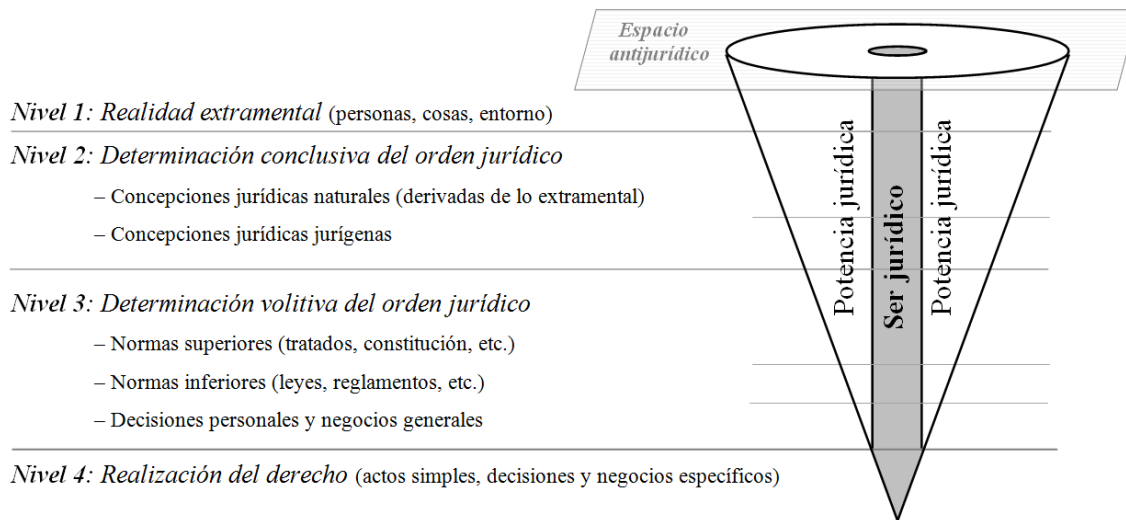 Espacio
antijurídico
Nivel 1: Realidad extramental (personas, cosas, entorno)
Nivel 2: Determinación conclusiva del orden jurídico
– Concepciones jurídicas naturales (derivadas de lo extramental)
– Concepciones jurídicas jurígenas
Nivel 3: Determinación volitiva del orden jurídico
– Normas superiores (tratados, constitución, etc.)
– Normas inferiores (leyes, reglamentos, etc.)
– Decisiones personales y negocios generales
Nivel 4: Realización del derecho (actos simples, decisiones y negocios específicos)
Potencia jurídica
Ser jurídico
Potencia jurídica